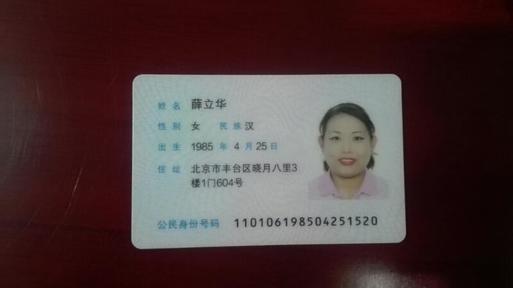 姓名 薛立华
性别 女 民族 汉
出生 1985 年 4 月 25 日
住址 北京市丰台区晓月八里3
楼1门604号
公民身份号码 110106198504251520